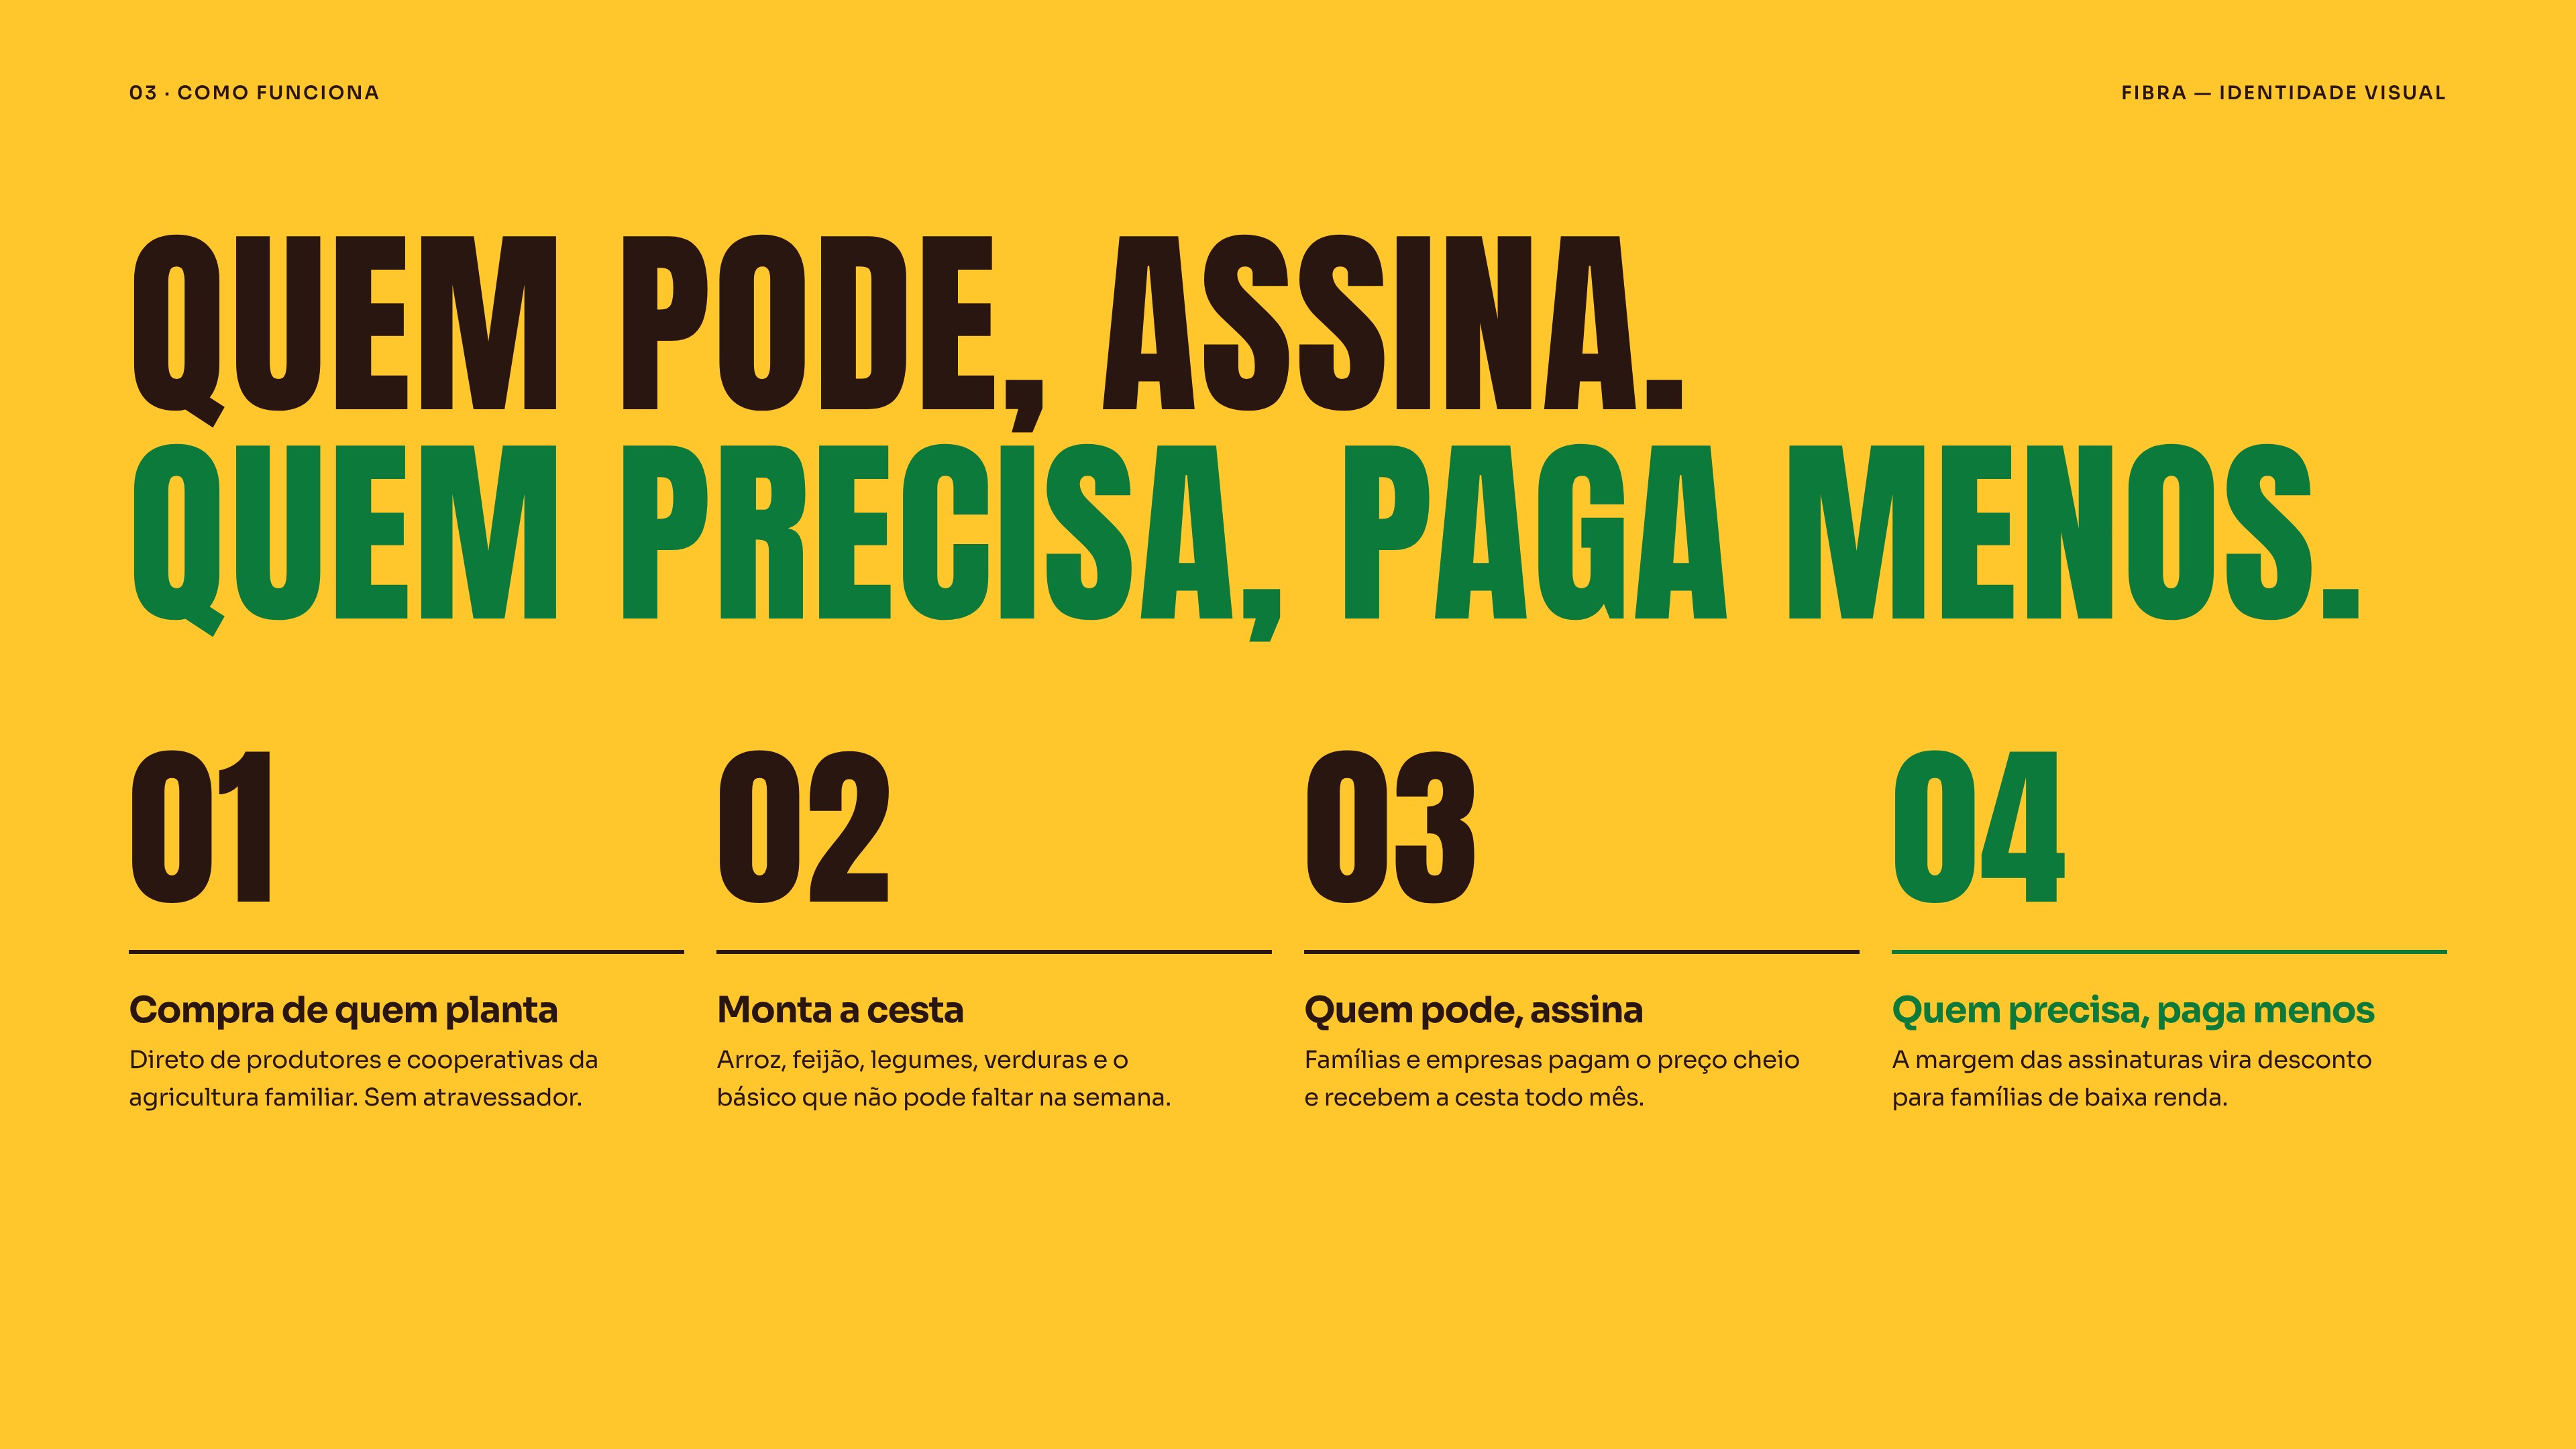 03 · COMO FUNCIONA
FIBRA — IDENTIDADE VISUAL
QUEM PODE, ASSINA.
QUEM PRECISA, PAGA MENOS.
01
Compra de quem planta
Direto de produtores e cooperativas da
agricultura familiar. Sem atravessador.
02
Monta a cesta
Arroz, feijão, legumes, verduras e o
básico que não pode faltar na semana.
03
Quem pode, assina
Famílias e empresas pagam o preço cheio
e recebem a cesta todo mês.
04
Quem precisa, paga menos
A margem das assinaturas vira desconto
para famílias de baixa renda.